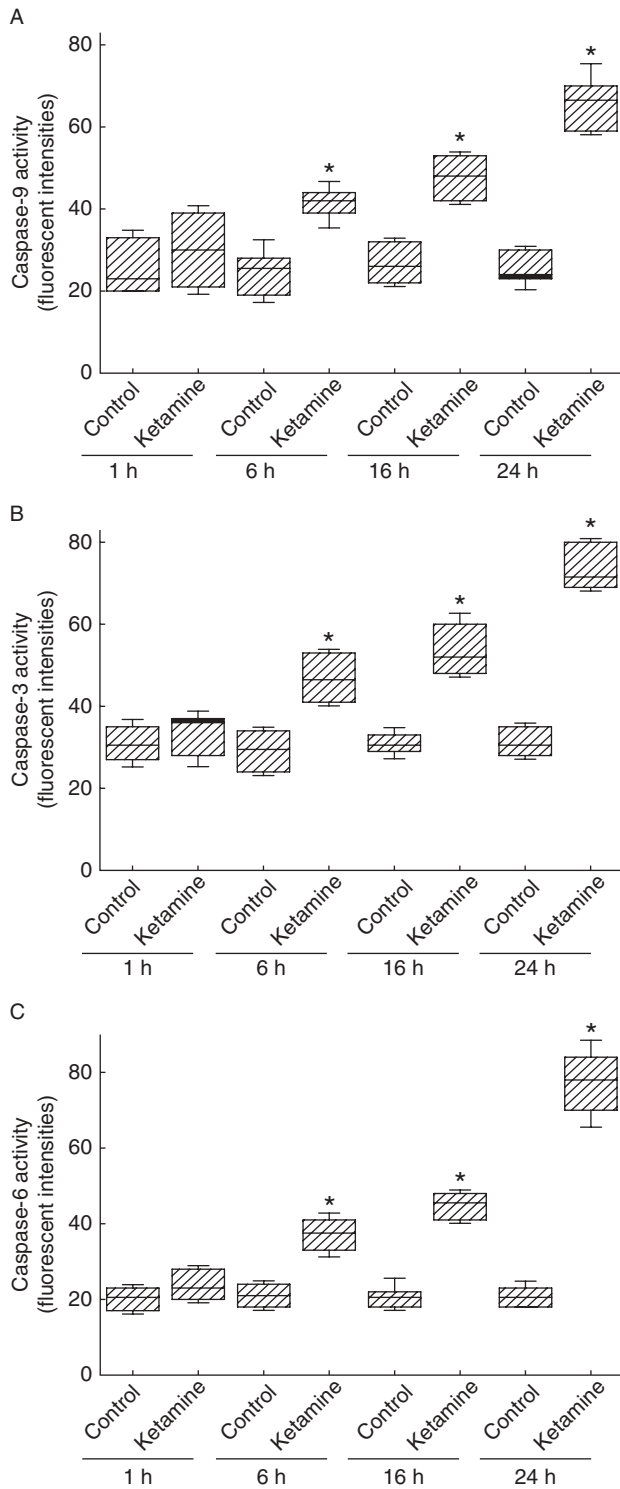 A
Caspase-9 activity
(fluorescent intensities)
80
60
40
20
0
*
*
*
Control
Ketamine
Control
Ketamine
Control
Ketamine
Control
Ketamine
1 h
6 h
16 h
24 h
B
Caspase-3 activity
(fluorescent intensities)
80
60
40
20
0
*
*
*
Control
Ketamine
Control
Ketamine
Control
Ketamine
Control
Ketamine
1 h
6 h
16 h
24 h
C
Caspase-6 activity
(fluorescent intensities)
80
60
40
20
0
*
*
*
Control
Ketamine
Control
Ketamine
Control
Ketamine
Control
Ketamine
1 h
6 h
16 h
24 h